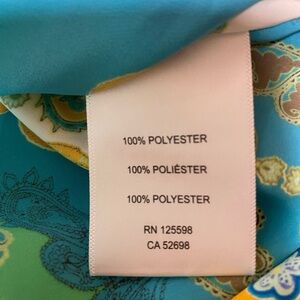 100% POLYESTER
100% POLIÉSTER
100% POLYESTER
RN 125598
CA 52698